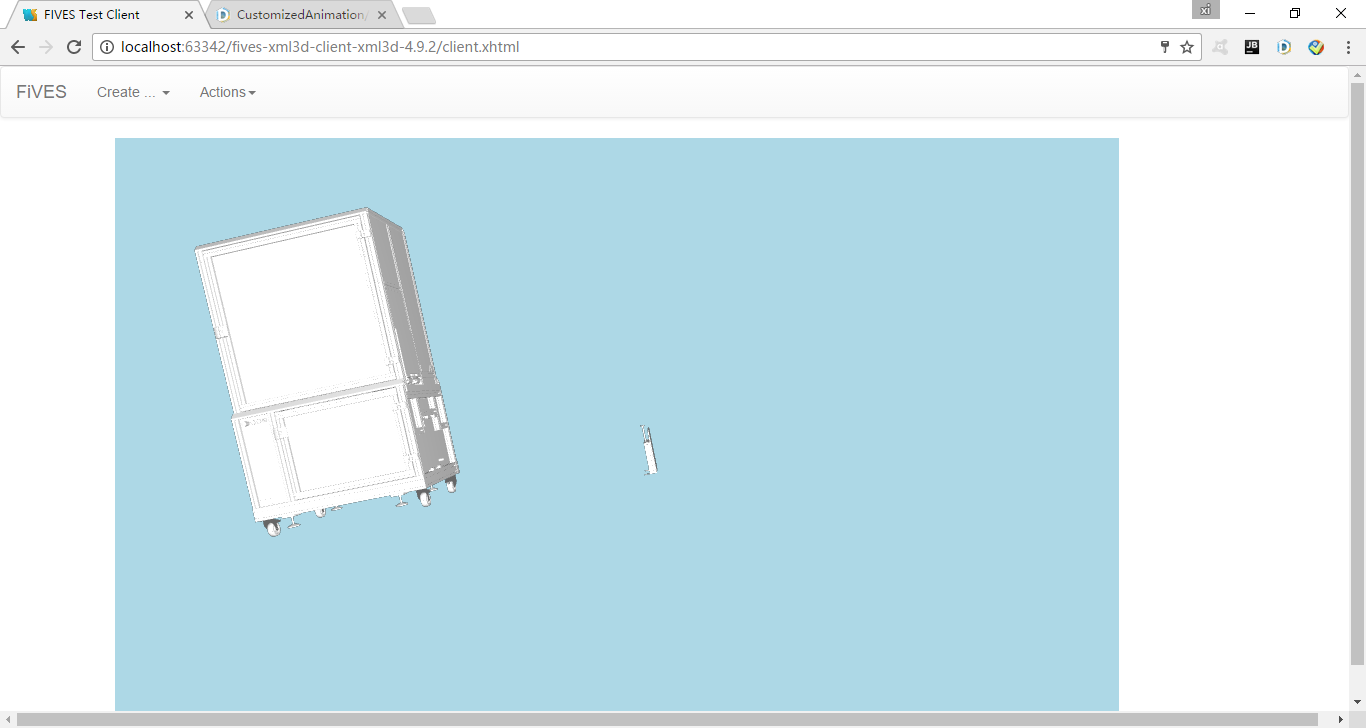 FIVES Test Client
CustomizedAnimation/
xi
localhost:63342/fives-xml3d-client-xml3d-4.9.2/client.xhtml
JB
FiVES
Create ...
Actions